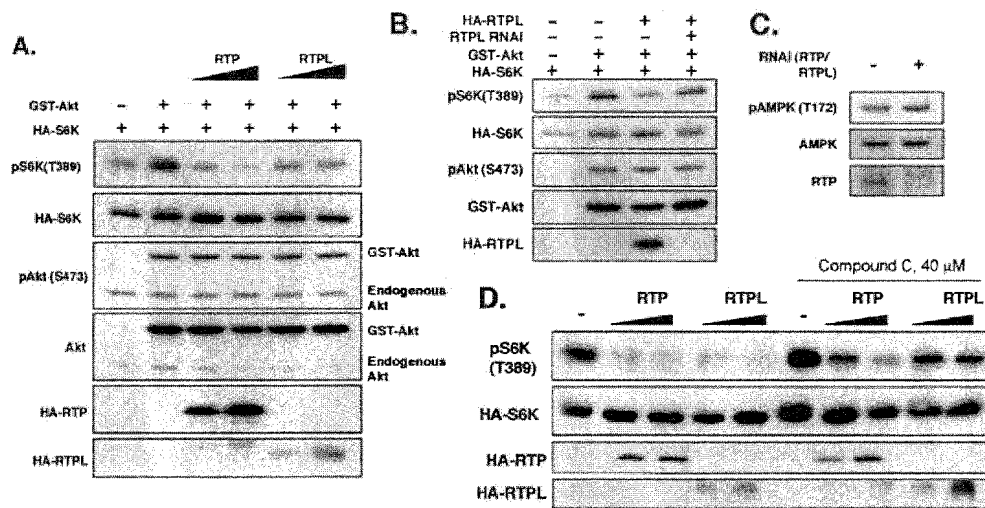 A.
RTP RTPL
GST-Akt - + + + + +
HA-S6K + + + + + +
pS6K(T389)
HA-S6K
pAkt (S473)
GST-Akt
Endogenous
Akt
Akt
GST-Akt
Endogenous
Akt
HA-RTP
HA-RTPL
B.
HA-RTPL - - + +
RTPL RNAI - - - +
GST-Akt - + + +
HA-S6K + + + +
pS6K(T389)
HA-S6K
pAkt (S473)
GST-Akt
HA-RTPL
C.
RNAI (RTP/
RTPL) - +
pAMPK (T172)
AMPK
RTP
D.
Compound C, 40 µM
- RTP RTPL - RTP RTPL
pS6K
(T389)
HA-S6K
HA-RTP
HA-RTPL